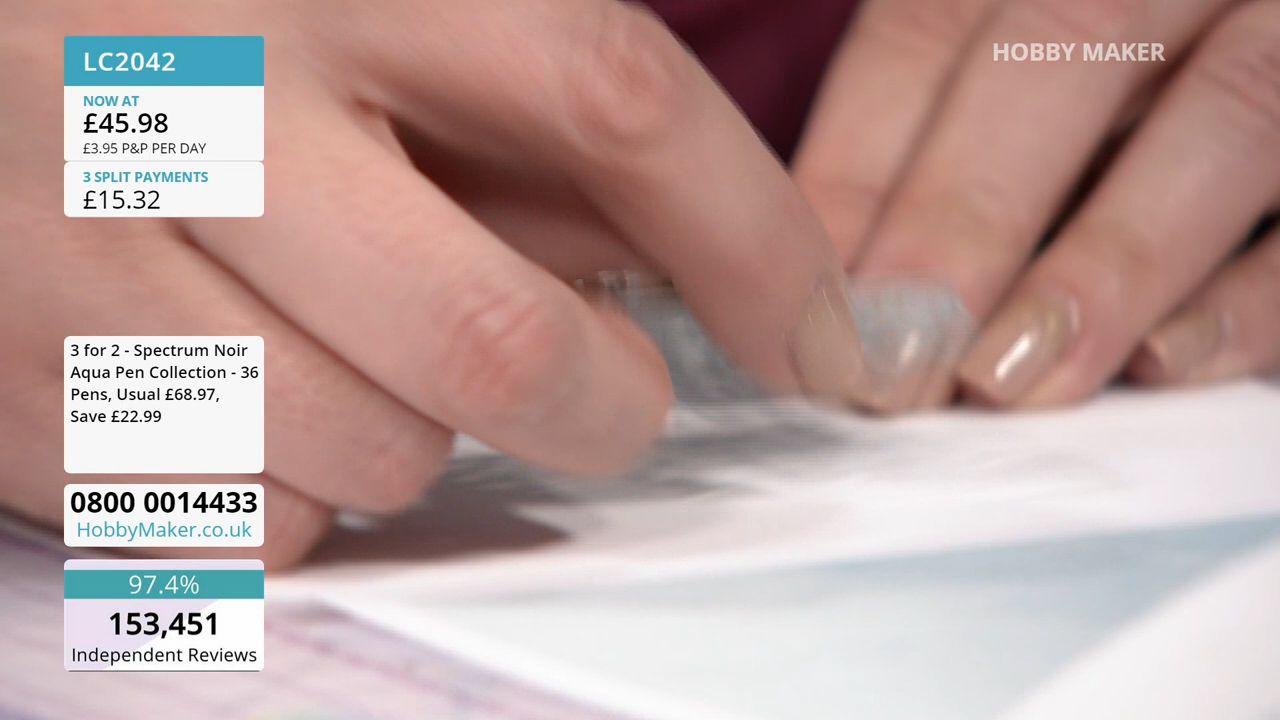 LC2042
NOW AT
£45.98
£3.95 P&P PER DAY
3 SPLIT PAYMENTS
£15.32
3 for 2 - Spectrum Noir
Aqua Pen Collection - 36
Pens, Usual £68.97,
Save £22.99
0800 0014433
HobbyMaker.co.uk
97.4%
153,451
Independent Reviews
HOBBY MAKER